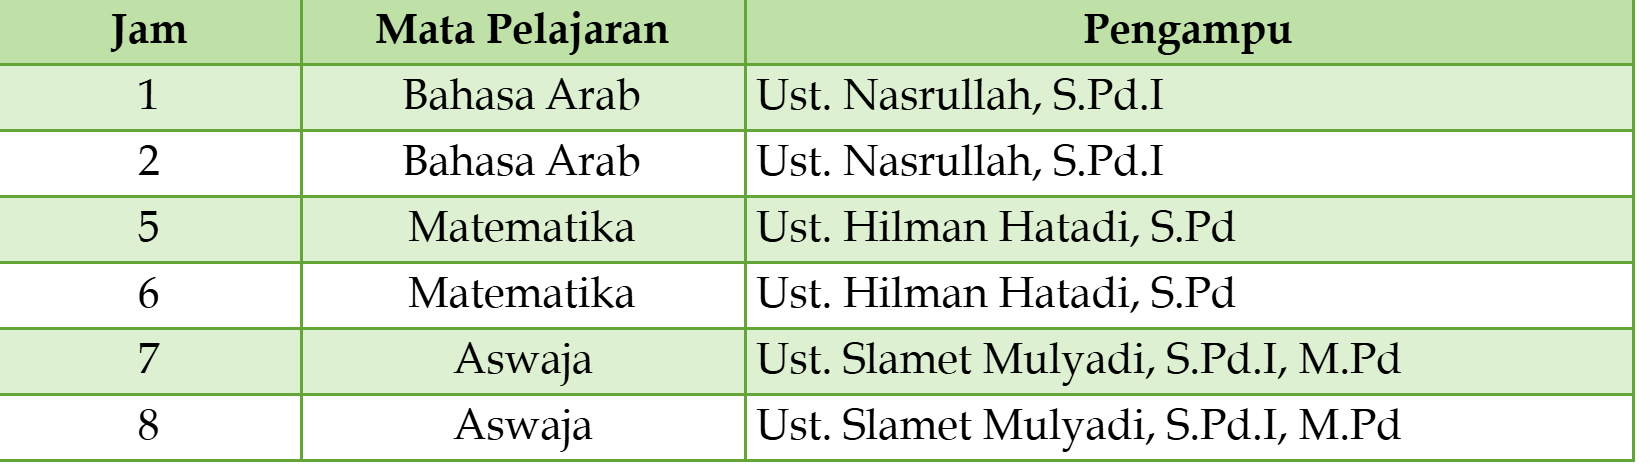 Jam Mata Pelajaran Pengampu
1 Bahasa Arab Ust. Nasrullah, S.Pd.I
2 Bahasa Arab Ust. Nasrullah, S.Pd.I
5 Matematika Ust. Hilman Hatadi, S.Pd
6 Matematika Ust. Hilman Hatadi, S.Pd
7 Aswaja Ust. Slamet Mulyadi, S.Pd.I, M.Pd
8 Aswaja Ust. Slamet Mulyadi, S.Pd.I, M.Pd